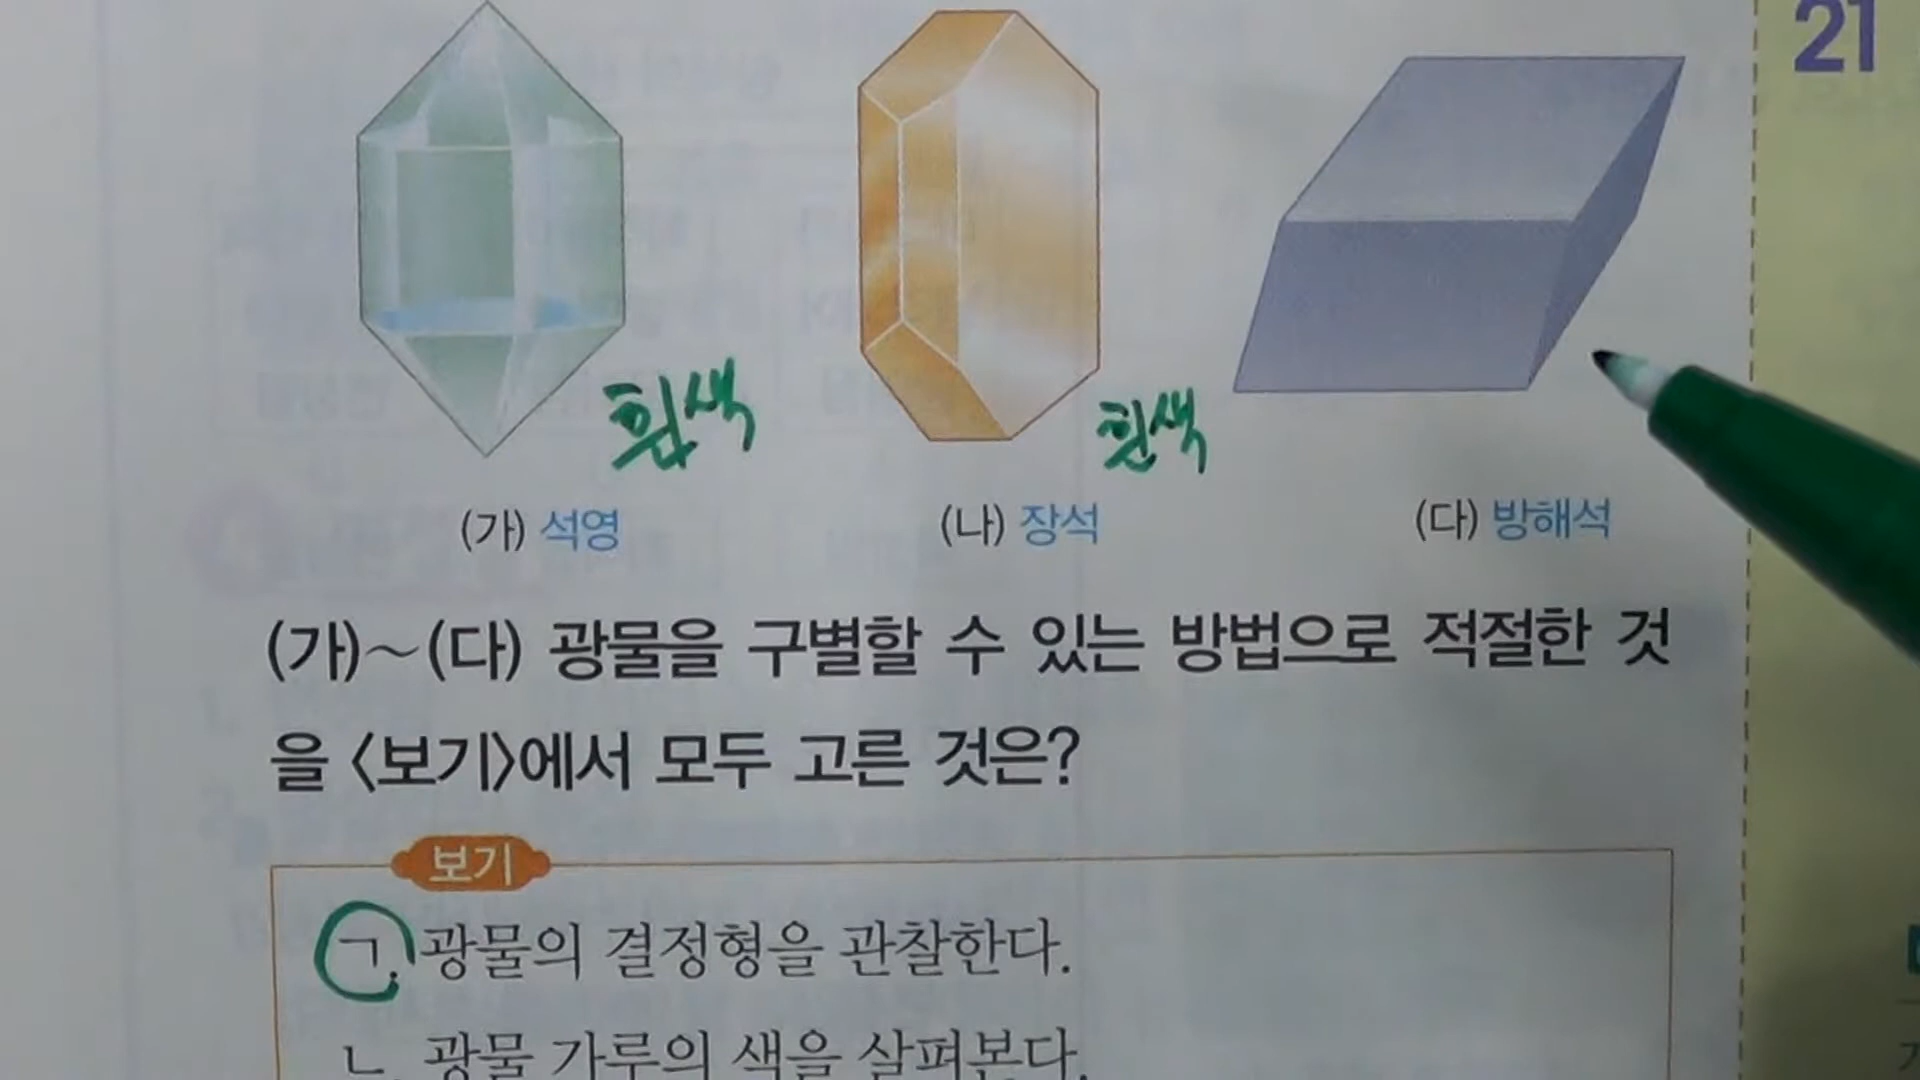 21
흰색
흰색
(가) 석영
(나) 장석
(다) 방해석
(가)~(다) 광물을 구별할 수 있는 방법으로 적절한 것
을 <보기>에서 모두 고른 것은?
보기
ㄱ. 광물의 결정형을 관찰한다.
ㄴ. 광물 가루의 색을 살펴본다.